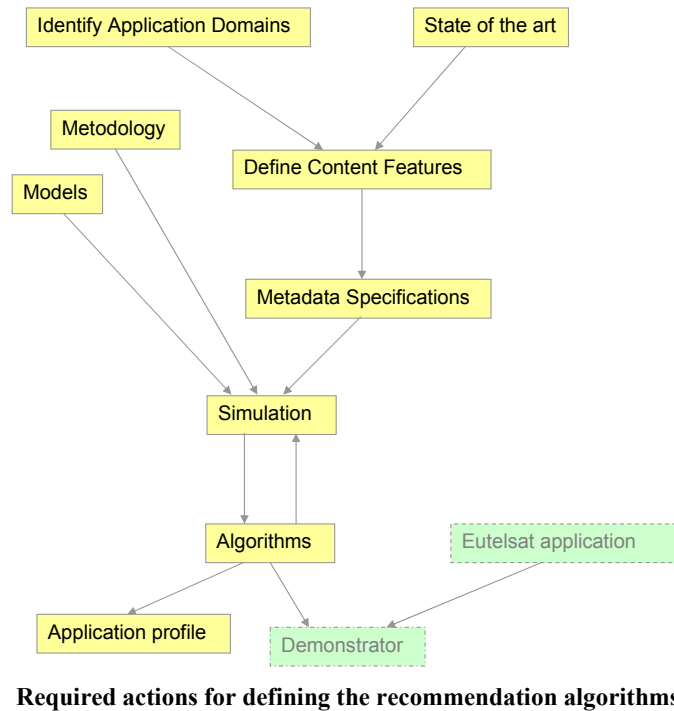 Identify Application Domains
State of the art
Metodology
Define Content Features
Models
Metadata Specifications
Simulation
Algorithms
Eutelsat application
Application profile
Demonstrator
Required actions for defining the recommendation algorithms